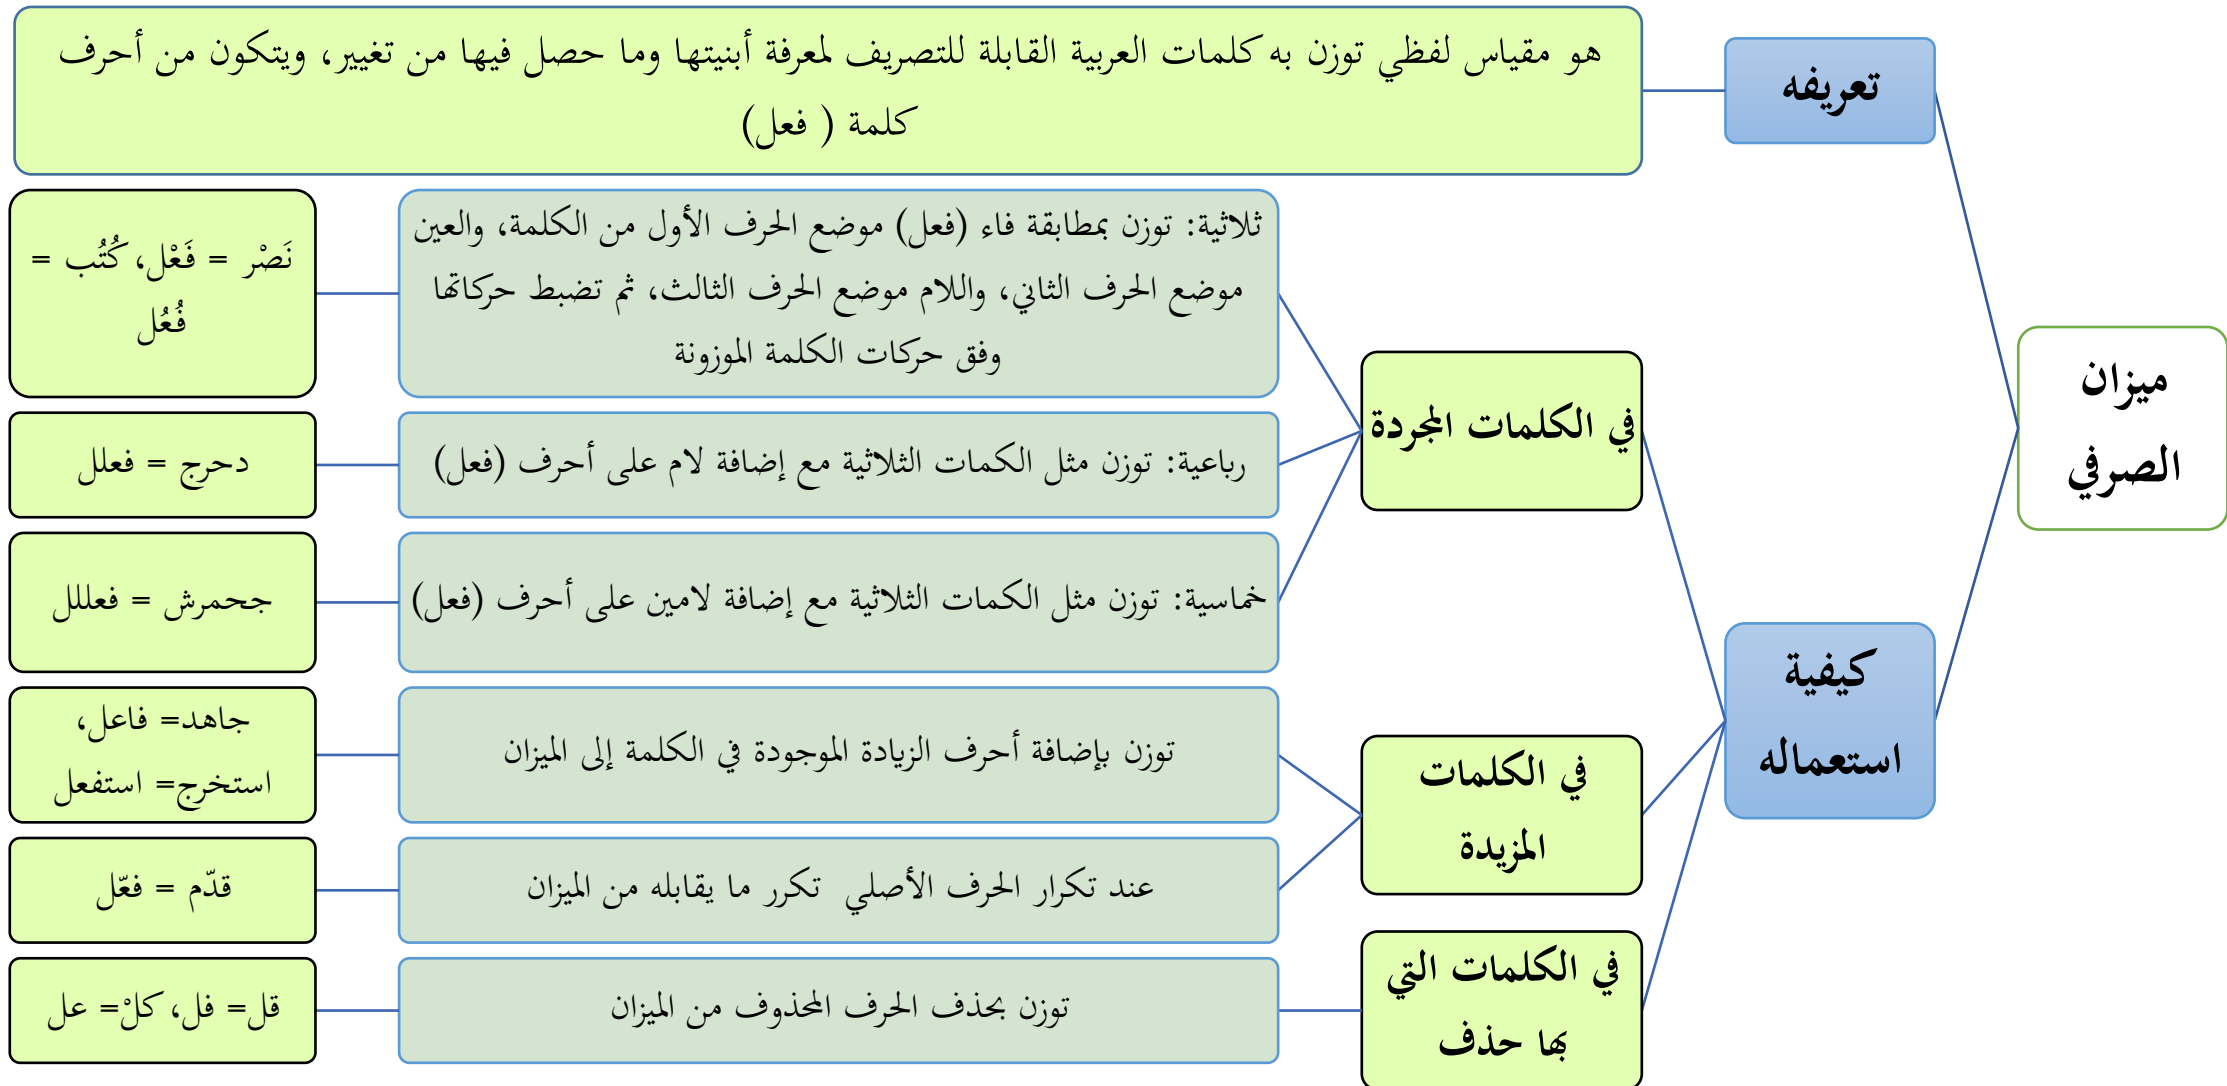 ميزان
الصرفي
تعريفه
هو مقياس لفظي توزن به كلمات العربية القابلة للتصريف لمعرفة أبنيتها وما حصل فيها من تغيير، ويتكون من أحرف
كلمة ( فعل)
كيفية
استعماله
في الكلمات المجردة
ثلاثية: توزن بمطابقة فاء (فعل) موضع الحرف الأول من الكلمة، والعين
موضع الحرف الثاني، واللام موضع الحرف الثالث، ثم تضبط حركاتها
وفق حركات الكلمة الموزونة
نَصْر = فَعْل، كُتُب =
فُعُل
رباعية: توزن مثل الكمات الثلاثية مع إضافة لام على أحرف (فعل)
دحرج = فعلل
خماسية: توزن مثل الكمات الثلاثية مع إضافة لامين على أحرف (فعل)
جحمرش = فعللل
في الكلمات
المزيدة
توزن بإضافة أحرف الزيادة الموجودة في الكلمة إلى الميزان
جاهد= فاعل،
استخرج= استفعل
عند تكرار الحرف الأصلي تكرر ما يقابله من الميزان
قدّم = فعّل
في الكلمات التي
بها حذف
توزن بحذف الحرف المحذوف من الميزان
قل= فل، كلْ= عل